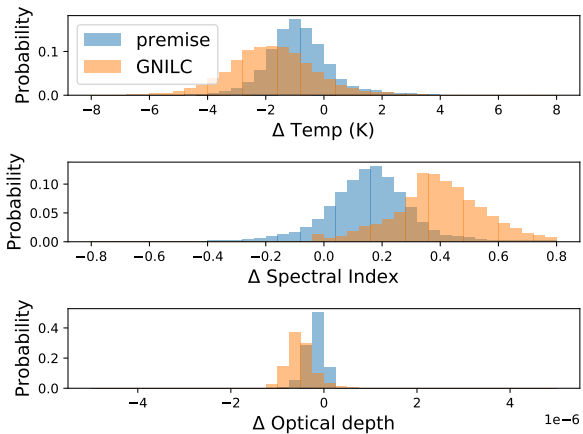 Probability
0.1
0.0
premise
GNILC
−8 −6 −4 −2 0 2 4 6 8
Δ Temp (K)
Probability
0.10
0.05
0.00
−0.8 −0.6 −0.4 −0.2 0.0 0.2 0.4 0.6 0.8
Δ Spectral Index
Probability
0.4
0.2
0.0
−4 −2 0 2 4
1e−6
Δ Optical depth